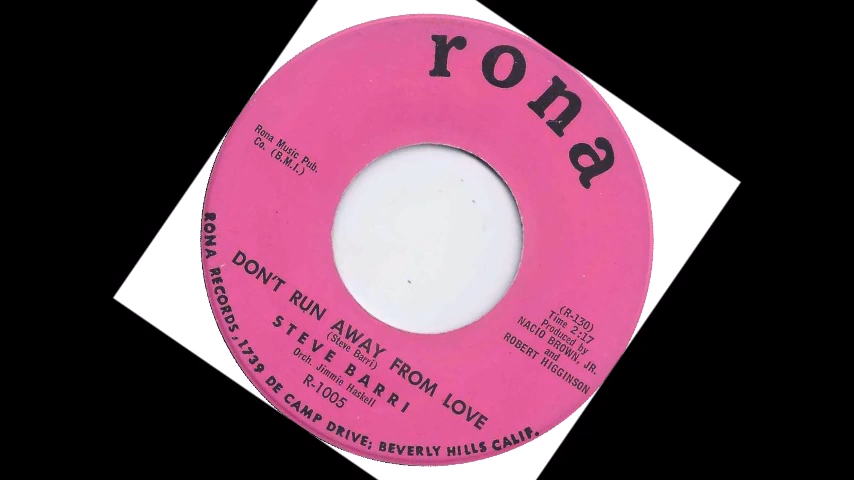 rona
Rona Music Pub.
Co. (B.M.I.)
(R-130)
Time 2:17
Produced by
NACIO BROWN, JR.
and
ROBERT HIGGINSON
DON'T RUN AWAY FROM LOVE
(Steve Barri)
STEVE BARRI
Orch. Jimmie Haskell
R-1005
RONA RECORDS, 1739 DE CAMP DRIVE; BEVERLY HILLS CALIF.